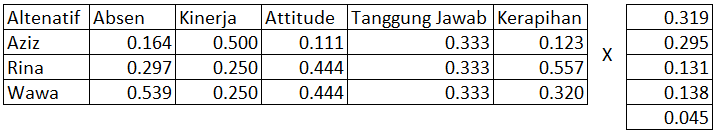 Altenatif Absen Kinerja Attitude Tanggung Jawab Kerapihan 0.319
Aziz 0.164 0.500 0.111 0.333 0.123 0.295
Rina 0.297 0.250 0.444 0.333 0.557 X 0.131
Wawa 0.539 0.250 0.444 0.333 0.320 0.138
0.045